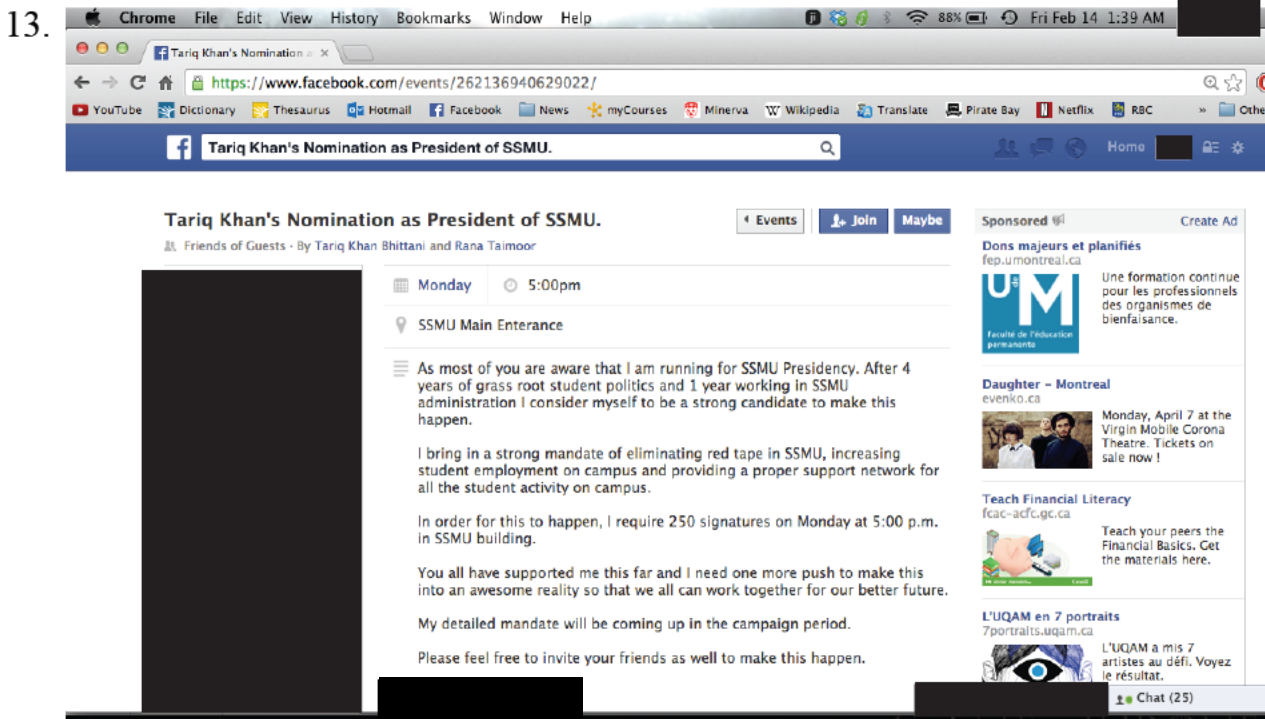 13.
Chrome File Edit View History Bookmarks Window Help 88% Fri Feb 14 1:39 AM
Tariq Khan's Nomination a
https://www.facebook.com/events/262136940629022/
YouTube Dictionary Thesaurus Hotmail Facebook News myCourses Minerva W Wikipedia Translate Pirate Bay Netflix RBC » Othe
f Tariq Khan's Nomination as President of SSMU. Home
Tariq Khan's Nomination as President of SSMU.
Events Join Maybe
Friends of Guests · By Tariq Khan Bhittani and Rana Taimoor
Monday 5:00pm
SSMU Main Enterance
As most of you are aware that I am running for SSMU Presidency. After 4
years of grass root student politics and 1 year working in SSMU
administration I consider myself to be a strong candidate to make this
happen.
I bring in a strong mandate of eliminating red tape in SSMU, increasing
student employment on campus and providing a proper support network for
all the student activity on campus.
In order for this to happen, I require 250 signatures on Monday at 5:00 p.m.
in SSMU building.
You all have supported me this far and I need one more push to make this
into an awesome reality so that we all can work together for our better future.
My detailed mandate will be coming up in the campaign period.
Please feel free to invite your friends as well to make this happen.
Sponsored Create Ad
Dons majeurs et planifiés
fep.umontreal.ca
Une formation continue
pour les professionnels
des organismes de
bienfaisance.
Faculté de l'éducation
permanente
Daughter – Montreal
evenko.ca
Monday, April 7 at the
Virgin Mobile Corona
Theatre. Tickets on
sale now !
Teach Financial Literacy
fcac-acfc.gc.ca
Teach your peers the
Financial Basics. Get
the materials here.
L'UQAM en 7 portraits
7portraits.uqam.ca
L'UQAM a mis 7
artistes au défi. Voyez
le résultat.
Chat (25)